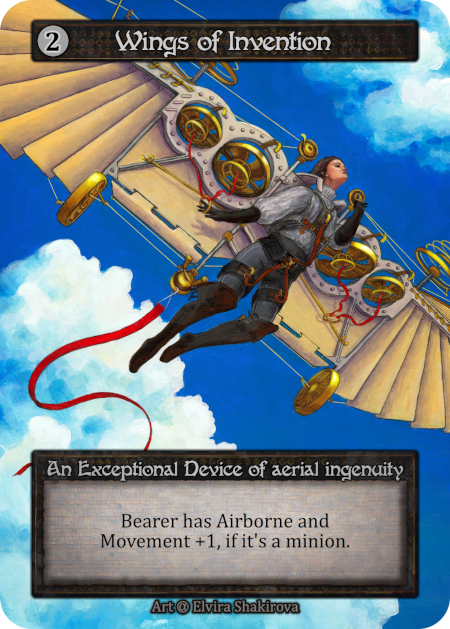 2
Wings of Invention
An Exceptional Device of aerial ingenuity
Bearer has Airborne and
Movement +1, if it's a minion.
Art @ Elvira Shakirova